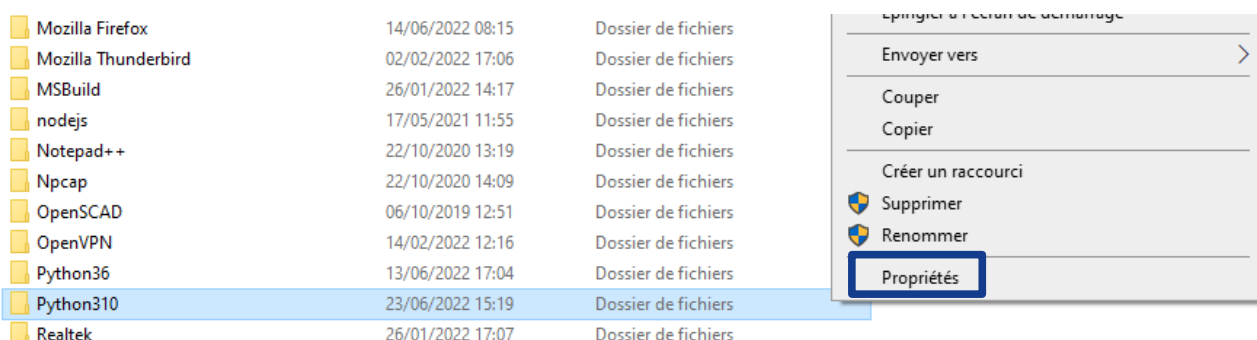 Mozilla Firefox 14/06/2022 08:15 Dossier de fichiers
Mozilla Thunderbird 02/02/2022 17:06 Dossier de fichiers
MSBuild 26/01/2022 14:17 Dossier de fichiers
nodejs 17/05/2021 11:55 Dossier de fichiers
Notepad++ 22/10/2020 13:19 Dossier de fichiers
Npcap 22/10/2020 14:09 Dossier de fichiers
OpenSCAD 06/10/2019 12:51 Dossier de fichiers
OpenVPN 14/02/2022 12:16 Dossier de fichiers
Python36 13/06/2022 17:04 Dossier de fichiers
Python310 23/06/2022 15:19 Dossier de fichiers
Realtek 26/01/2022 17:07 Dossier de fichiers
Épingler à l'écran de démarrage
Envoyer vers
Couper
Copier
Créer un raccourci
Supprimer
Renommer
Propriétés